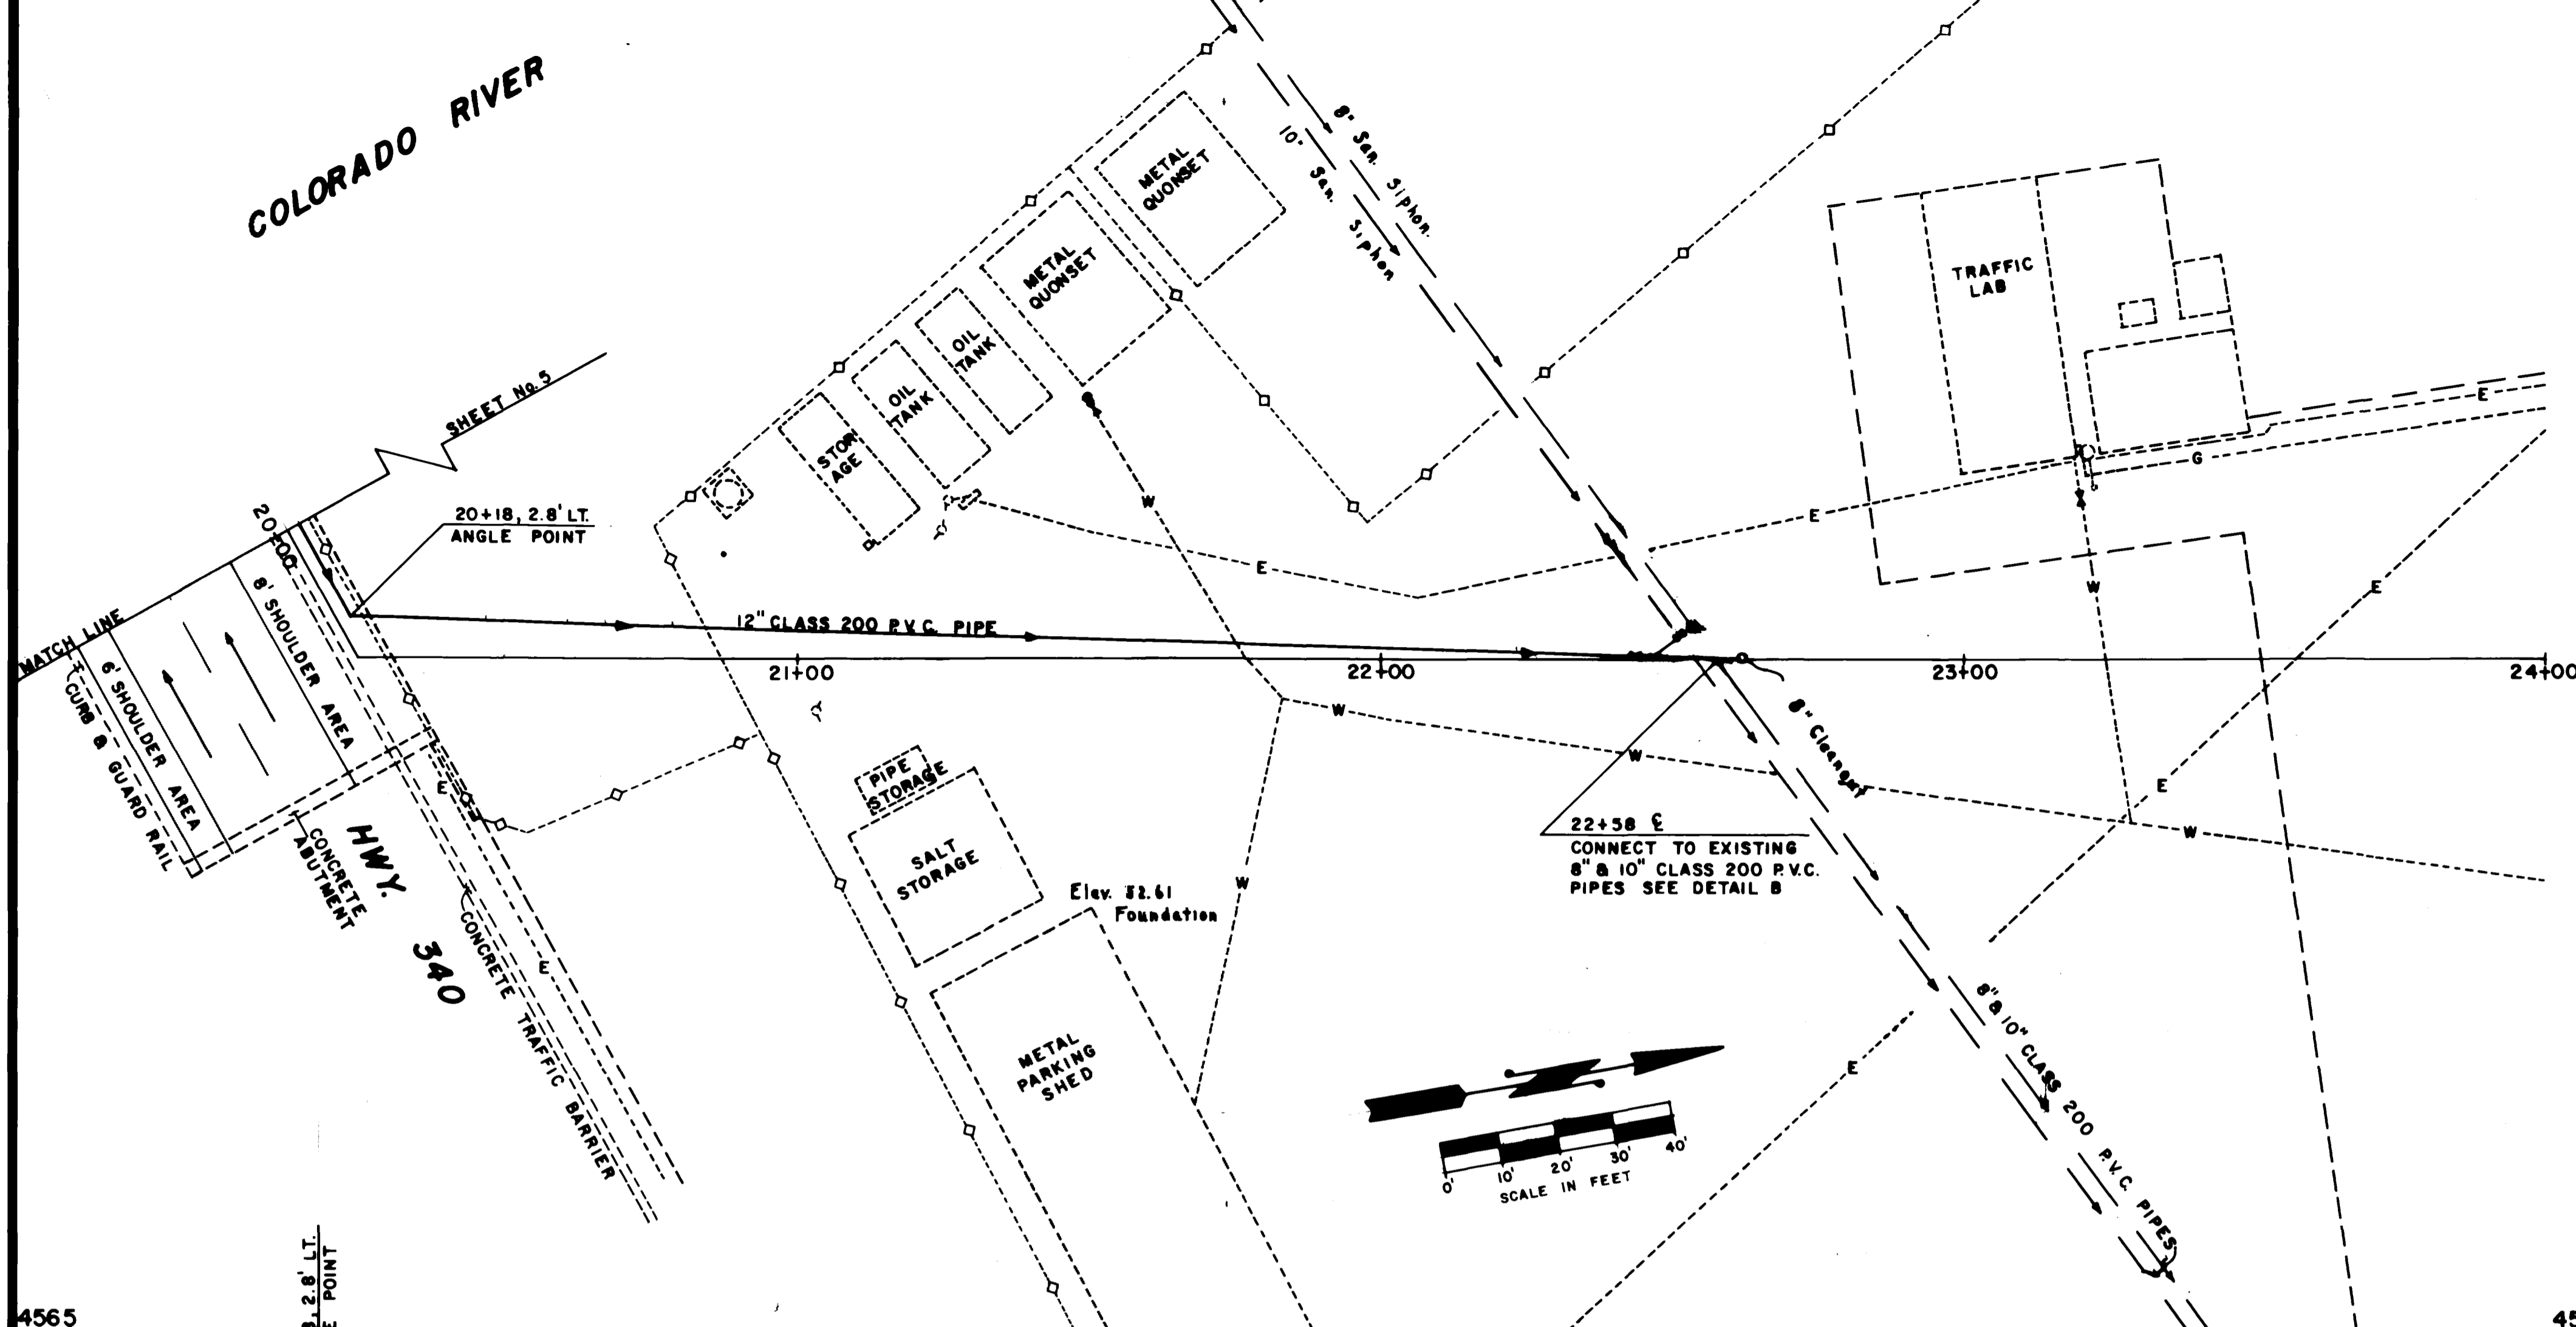 COLORADO RIVER
8" San. Siphon.
10" San. Siphon
METAL
QUONSET
METAL
QUONSET
OIL
TANK
OIL
TANK
STOR
AGE
TRAFFIC
LAB
SHEET No. 5
MATCH LINE
20+00
20+18, 2.8' LT.
ANGLE POINT
E
G
W
E
E
W
E
12" CLASS 200 P.V.C. PIPE
21+00
22+00
23+00
24+00
8' SHOULDER AREA
6' SHOULDER AREA
CURB & GUARD RAIL
W
W
8" Cleanout
E
W
E
PIPE
STORAGE
SALT
STORAGE
22+58 ℄
CONNECT TO EXISTING
8" & 10" CLASS 200 P.V.C.
PIPES SEE DETAIL B
CONCRETE
ABUTMENT
HWY. 340
CONCRETE TRAFFIC BARRIER
E
Elev. 52.61
Foundation
W
METAL
PARKING
SHED
8" & 10" CLASS 200 P.V.C. PIPES
E
0' 10' 20' 30' 40'
SCALE IN FEET
, 2.8' LT.
POINT
4565